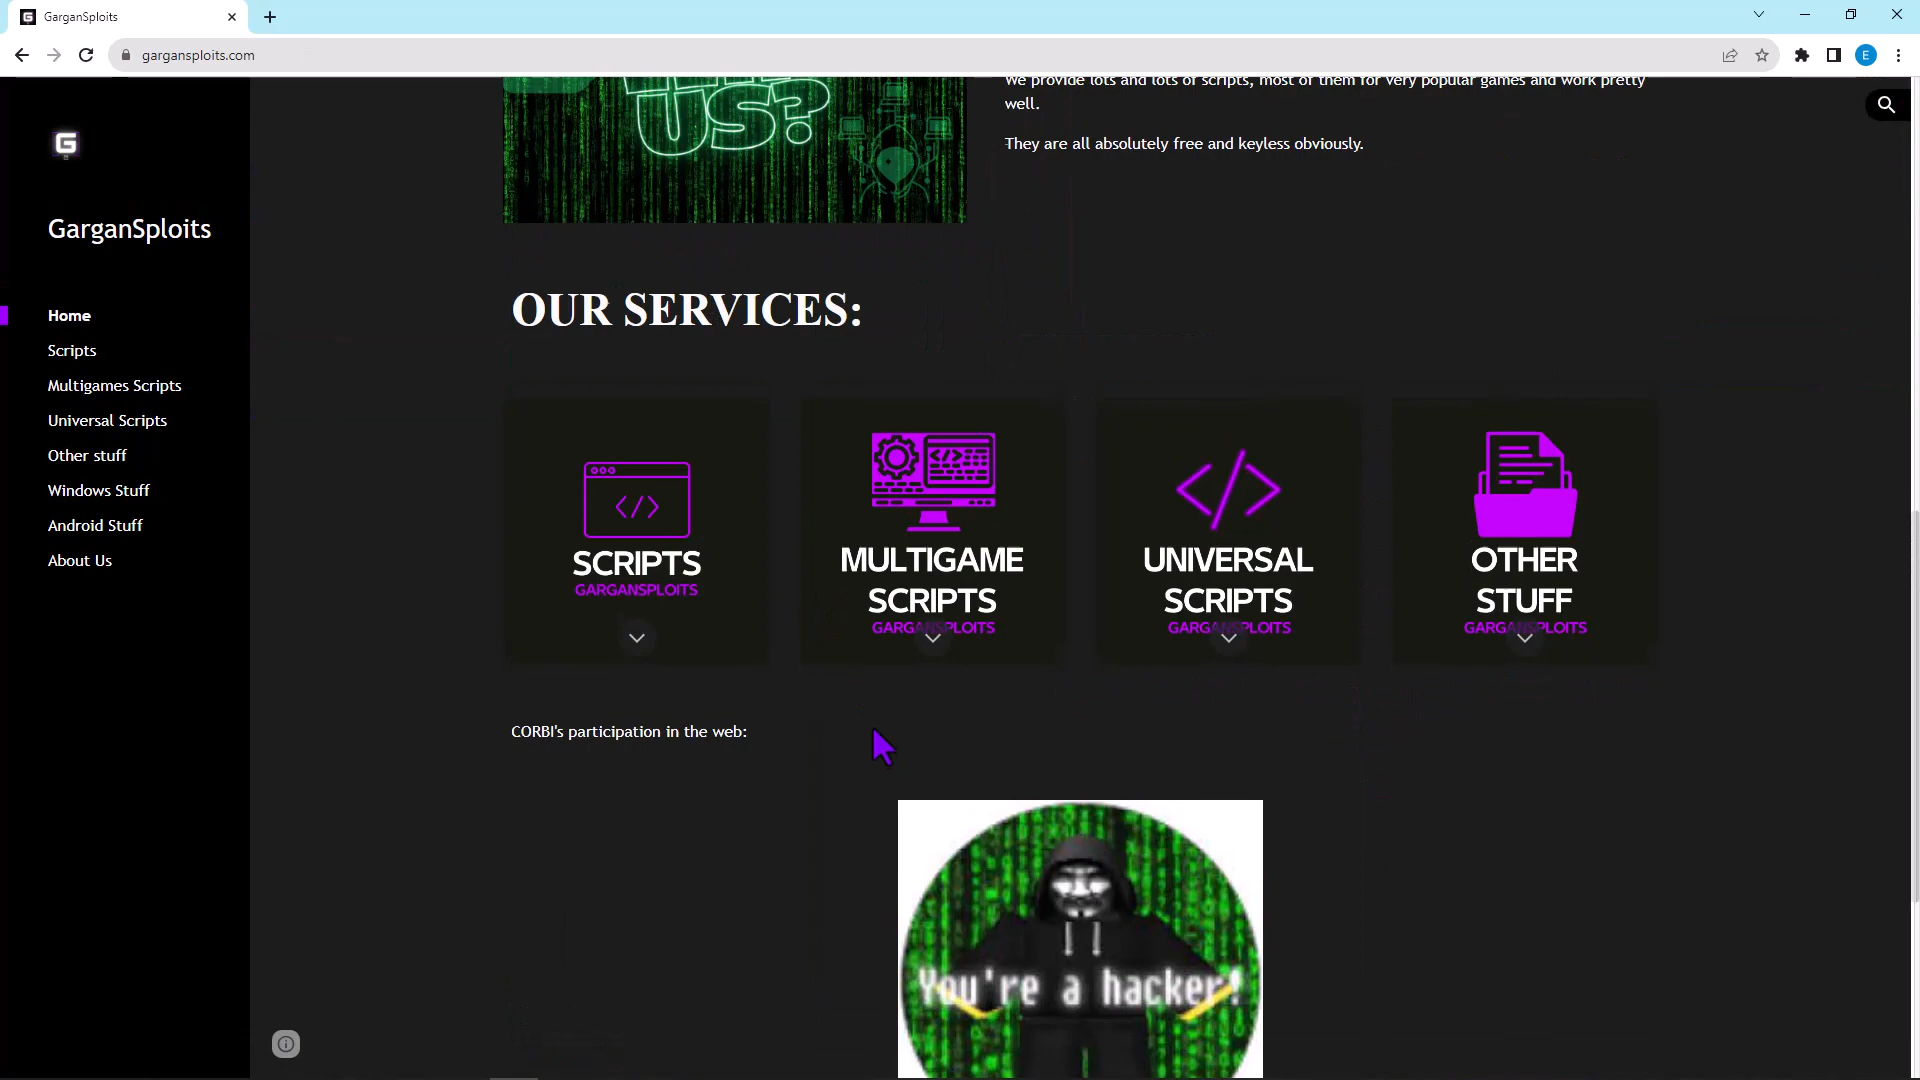 GarganSploits
gargansploits.com
E
G
GarganSploits
Home
Scripts
Multigames Scripts
Universal Scripts
Other stuff
Windows Stuff
Android Stuff
About Us
US?
We provide lots and lots of scripts, most of them for very popular games and work pretty
well.
They are all absolutely free and keyless obviously.
OUR SERVICES:
</>
SCRIPTS
GARGANSPLOITS
</>
MULTIGAME
SCRIPTS
GARGANSPLOITS
</>
UNIVERSAL
SCRIPTS
GARGANSPLOITS
OTHER
STUFF
GARGANSPLOITS
CORBI's participation in the web:
You're a hacker!